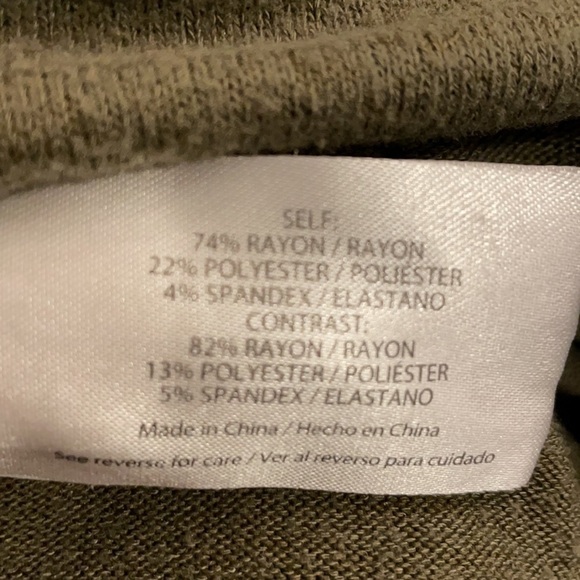 SELF:
74% RAYON / RAYON
22% POLYESTER / POLIÉSTER
4% SPANDEX / ELASTANO
CONTRAST:
82% RAYON / RAYON
13% POLYESTER / POLIÉSTER
5% SPANDEX / ELASTANO
Made in China / Hecho en China
See reverse for care / Ver al reverso para cuidado